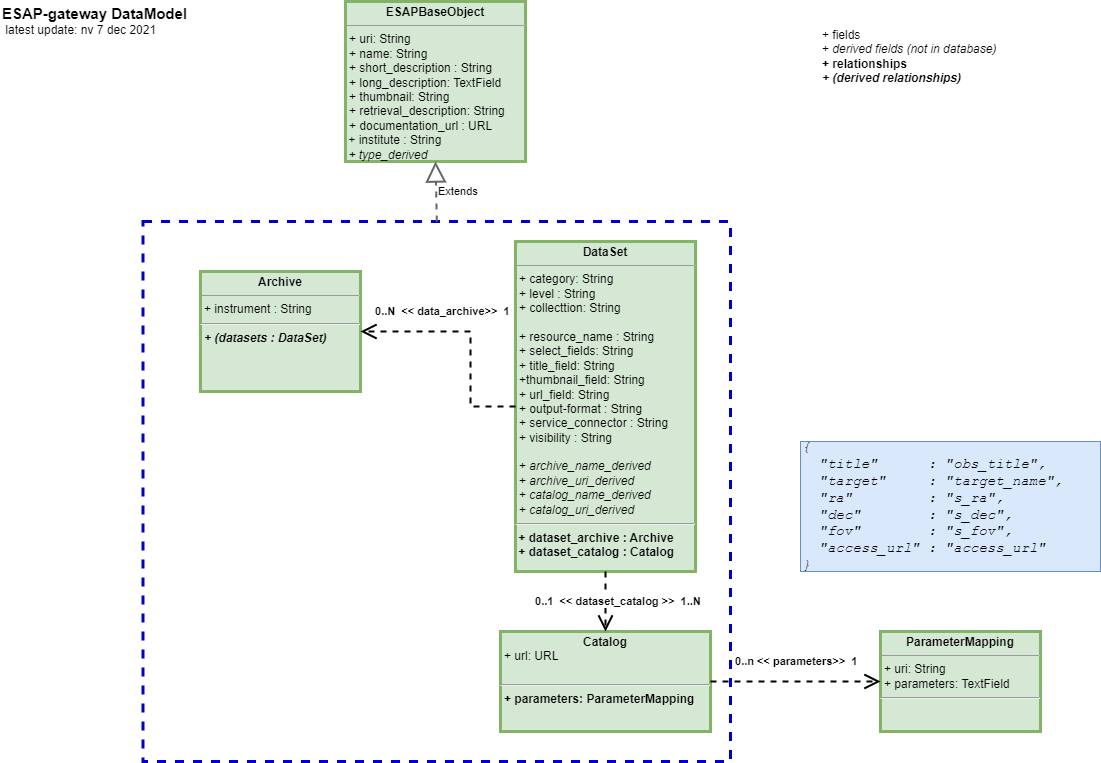 ESAP-gateway DataModel
latest update: nv 7 dec 2021
ESAPBaseObject
+ uri: String
+ name: String
+ short_description : String
+ long_description: TextField
+ thumbnail: String
+ retrieval_description: String
+ documentation_url : URL
+ institute : String
+ type_derived
+ fields
+ derived fields (not in database)
+ relationships
+ (derived relationships)
Extends
Archive
+ instrument : String
+ (datasets : DataSet)
0..N << data_archive>> 1
DataSet
+ category: String
+ level : String
+ collecttion: String
+ resource_name : String
+ select_fields: String
+ title_field: String
+thumbnail_field: String
+ url_field: String
+ output-format : String
+ service_connector : String
+ visibility : String
+ archive_name_derived
+ archive_uri_derived
+ catalog_name_derived
+ catalog_uri_derived
+ dataset_archive : Archive
+ dataset_catalog : Catalog
0..1 << dataset_catalog >> 1..N
Catalog
+ url: URL
+ parameters: ParameterMapping
0..n << parameters>> 1
{
"title" : "obs_title",
"target" : "target_name",
"ra" : "s_ra",
"dec" : "s_dec",
"fov" : "s_fov",
"access_url" : "access_url"
}
ParameterMapping
+ uri: String
+ parameters: TextField